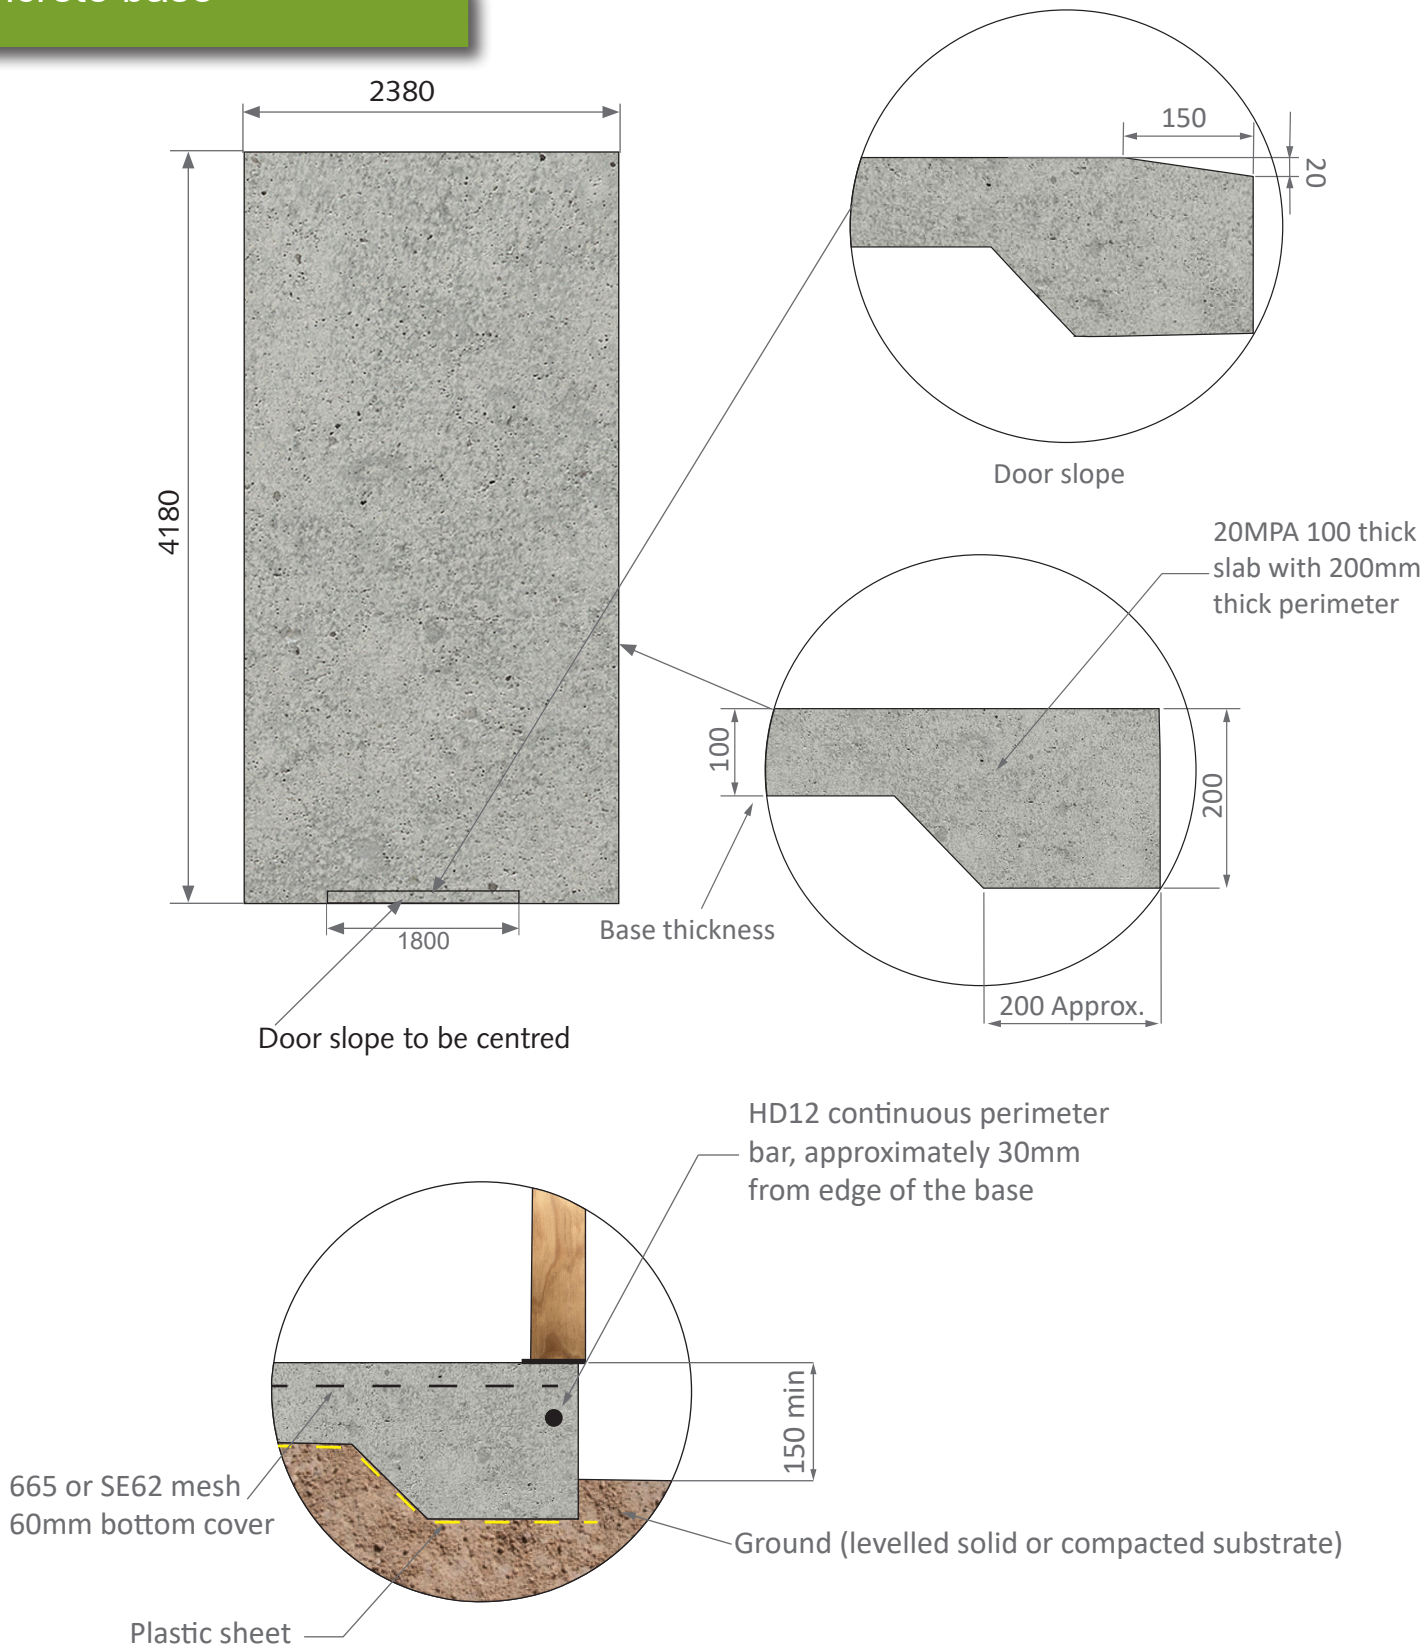 2380
150
20
4180
Door slope
20MPA 100 thick
slab with 200mm
thick perimeter
100
200
Base thickness
1800
200 Approx.
Door slope to be centred
HD12 continuous perimeter
bar, approximately 30mm
from edge of the base
150 min
665 or SE62 mesh
60mm bottom cover
Ground (levelled solid or compacted substrate)
Plastic sheet